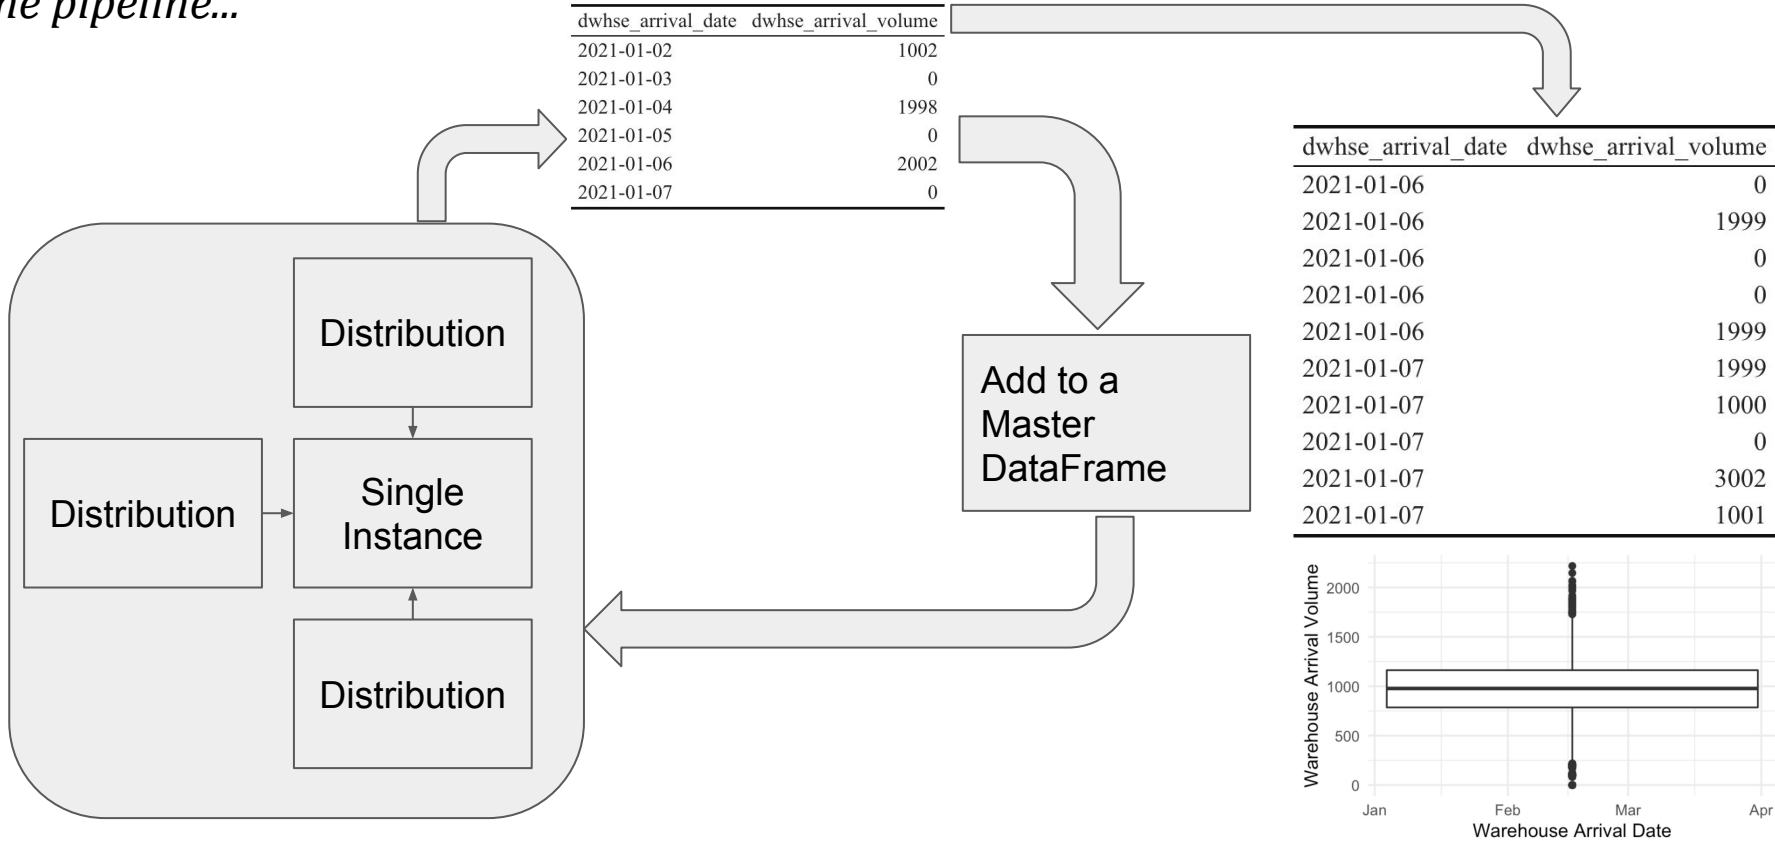 pipeline...
dwhse_arrival_date dwhse_arrival_volume
2021-01-02 1002
2021-01-03 0
2021-01-04 1998
2021-01-05 0
2021-01-06 2002
2021-01-07 0
Distribution
Distribution
Single
Instance
Distribution
Add to a
Master
DataFrame
dwhse_arrival_date dwhse_arrival_volume
2021-01-06 0
2021-01-06 1999
2021-01-06 0
2021-01-06 0
2021-01-06 1999
2021-01-07 1999
2021-01-07 1000
2021-01-07 0
2021-01-07 3002
2021-01-07 1001
Warehouse Arrival Volume
2000
1500
1000
500
0
Jan Feb Mar Apr
Warehouse Arrival Date